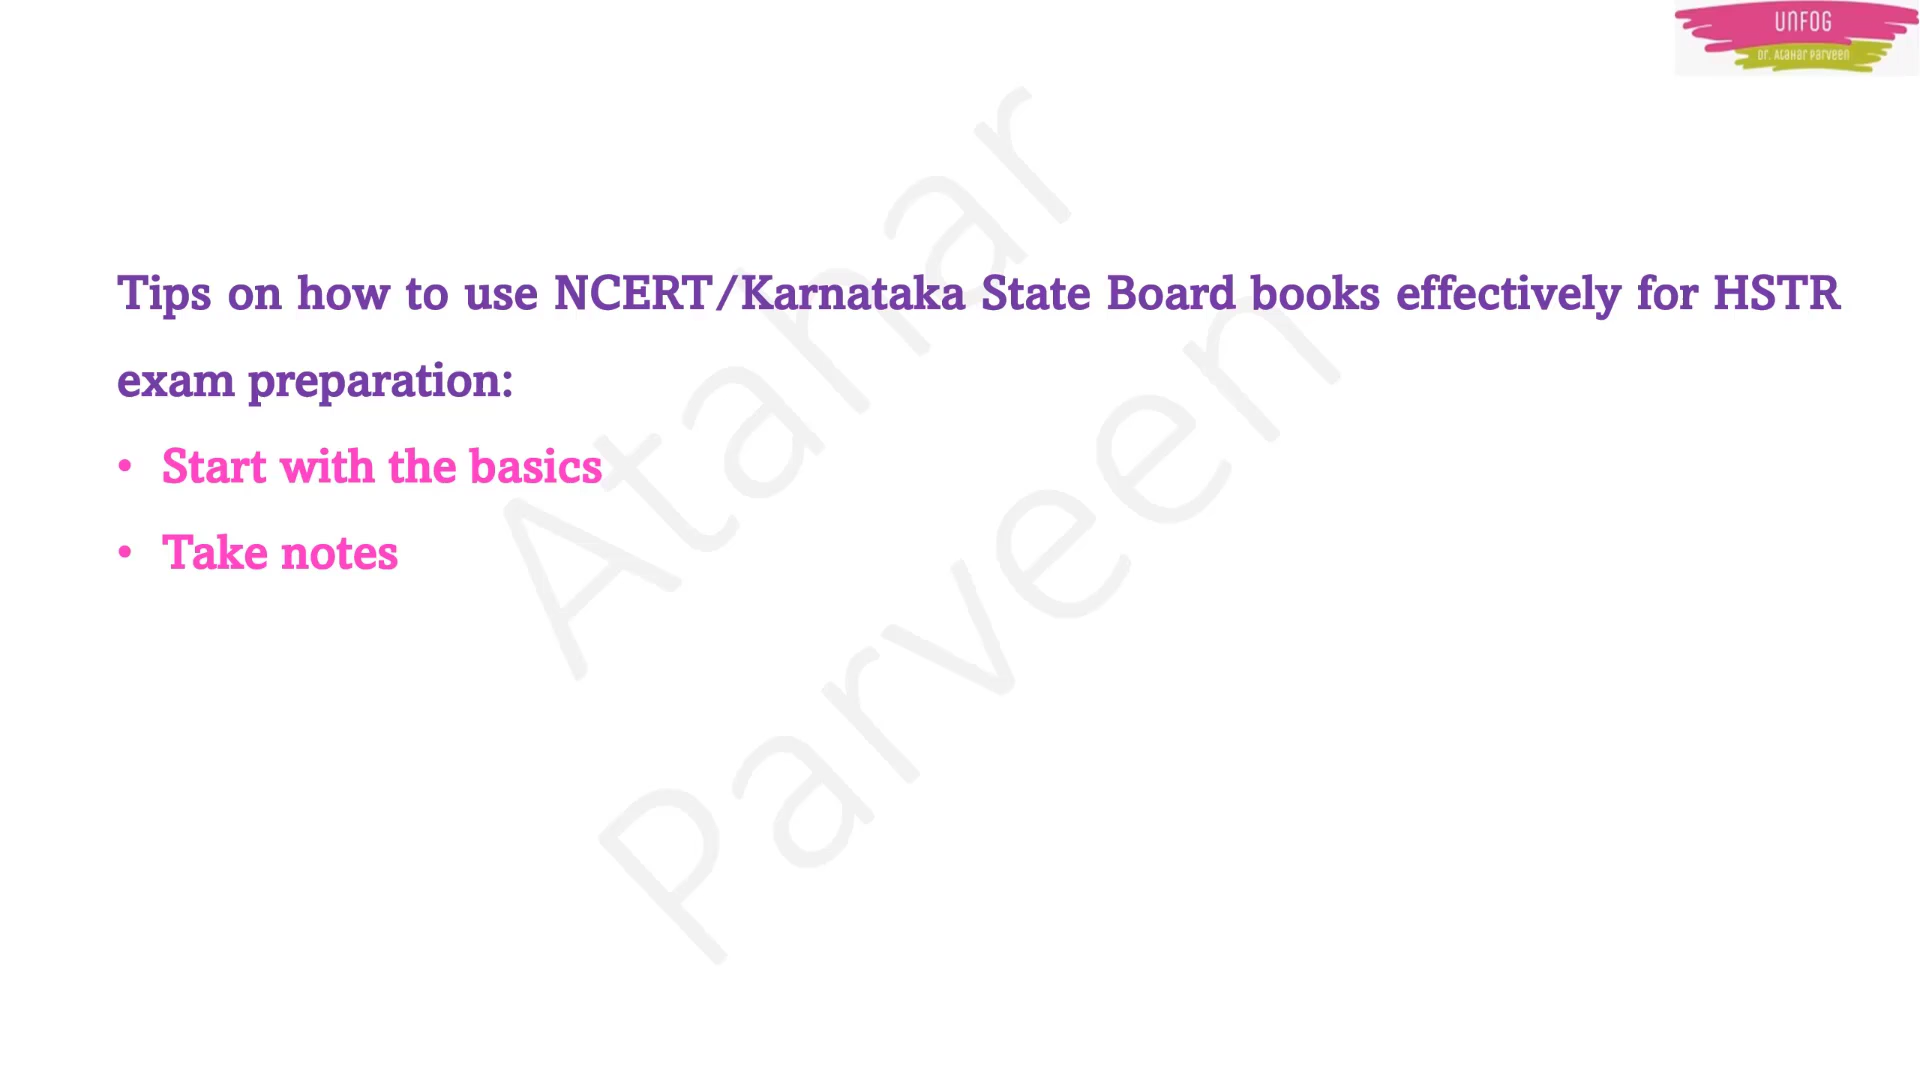 UNFOG
Dr. Atahar Parveen
Tips on how to use NCERT/Karnataka State Board books effectively for HSTR
exam preparation:
• Start with the basics
• Take notes
Atahar
Parveen